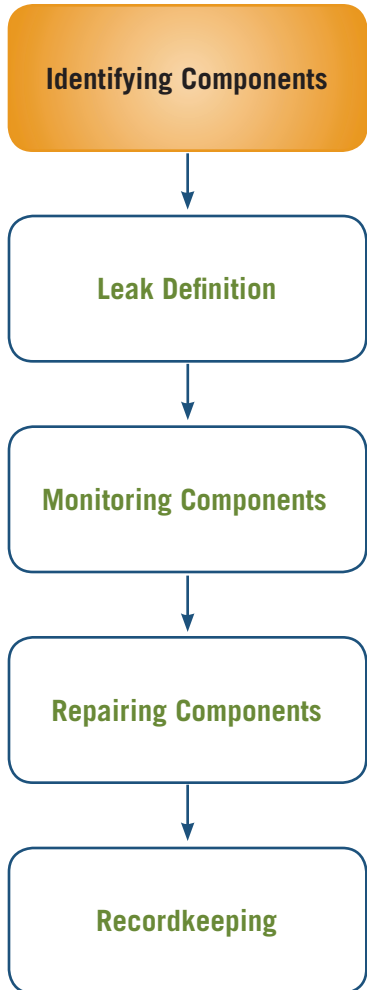 Identifying Components
Leak Definition
Monitoring Components
Repairing Components
Recordkeeping